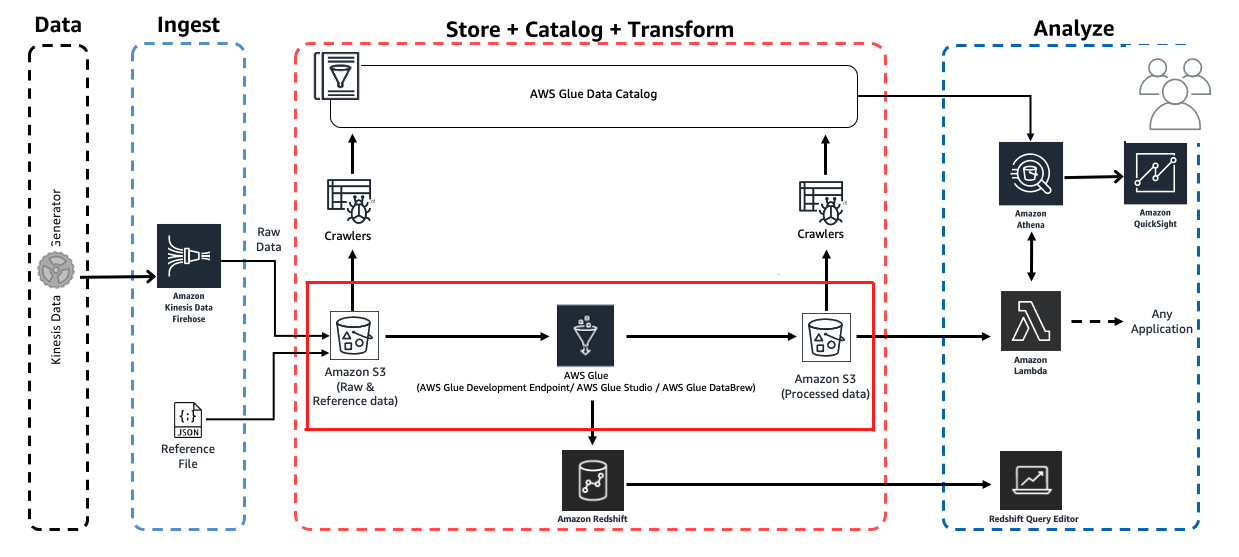 Data
Ingest
Store + Catalog + Transform
Analyze
Kinesis Data
Generator
Amazon
Kinesis Data
Firehose
Raw
Data
{;}
JSON
Reference
File
AWS Glue Data Catalog
Crawlers
Crawlers
Amazon S3
(Raw &
Reference data)
AWS Glue
(AWS Glue Development Endpoint/ AWS Glue Studio / AWS Glue DataBrew)
Amazon S3
(Processed data)
Amazon Redshift
Amazon
Athena
Amazon
QuickSight
Amazon
Lambda
Any
Application
Redshift Query Editor